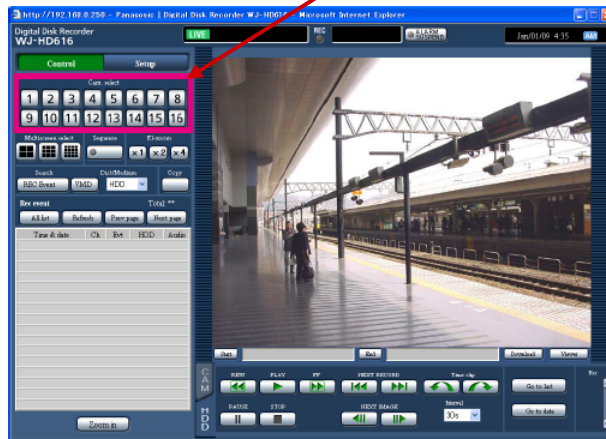 http://192.168.0.250 - Panasonic | Digital Disk Recorder WJ-HD616 - Microsoft Internet Explorer
Digital Disk Recorder
WJ-HD616
LIVE
REC
ALARM
SUSPEND
Jan/01/09 4:35 AM
Control Setup
Cam. select
1 2 3 4 5 6 7 8
9 10 11 12 13 14 15 16
Multiscreen select Sequence El-zoom
x1 x2 x4
Search Disk/Medium Copy
REC Event VMD HDD
Rec event Total: **
All list Refresh Prev page Next page
Time & date Ch. Evt HDD Audio
Zoom in
Start End Download Viewer
CAM
HDD
REW PLAY FF NEXT RECORD Time slip Rec
Go to last
PAUSE STOP NEXT IMAGE Interval
30s Go to date